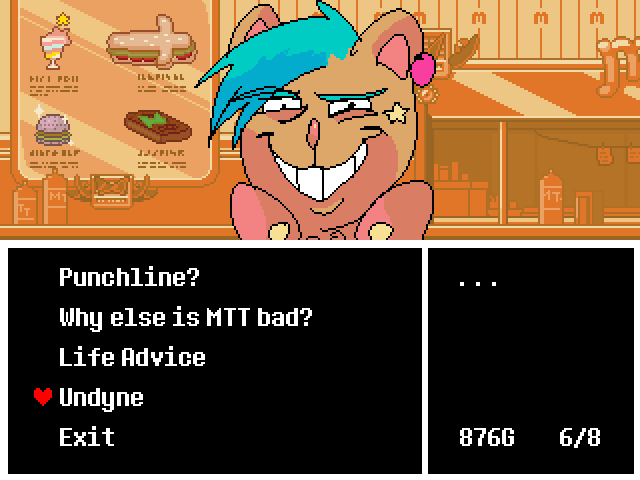 M M M M
Punchline?
Why else is MTT bad?
Life Advice
Undyne
Exit
...
876G 6/8